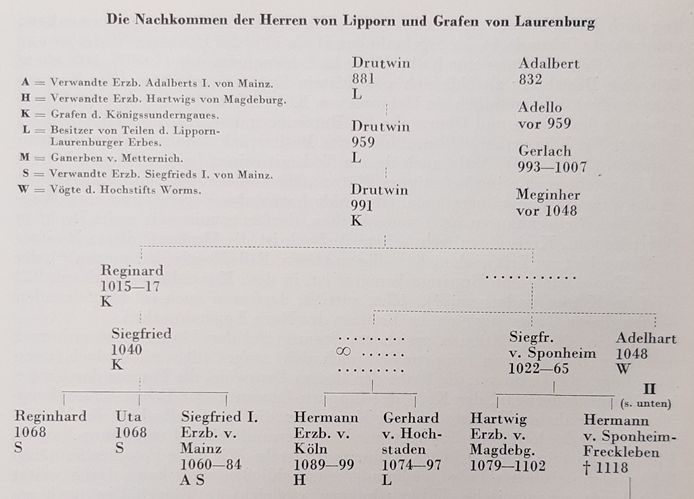 Die Nachkommen der Herren von Lipporn und Grafen von Laurenburg
A = Verwandte Erzb. Adalberts I. von Mainz.
H = Verwandte Erzb. Hartwigs von Magdeburg.
K = Grafen d. Königssunderngaues.
L = Besitzer von Teilen d. Lipporn-
Laurenburger Erbes.
M = Ganerben v. Metternich.
S = Verwandte Erzb. Siegfrieds I. von Mainz.
W = Vögte d. Hochstifts Worms.
Drutwin
881
L
Drutwin
959
L
Drutwin
991
K
Adalbert
832
Adello
vor 959
Gerlach
993—1007
Meginher
vor 1048
Reginard
1015—17
K
............
Siegfried
1040
K
.........
∞ ......
.........
Siegfr.
v. Sponheim
1022—65
Adelhart
1048
W
II
(s. unten)
Reginhard
1068
S
Uta
1068
S
Siegfried I.
Erzb. v.
Mainz
1060—84
A S
Hermann
Erzb. v.
Köln
1089—99
H
Gerhard
v. Hoch-
staden
1074—97
L
Hartwig
Erzb. v.
Magdebg.
1079—1102
Hermann
v. Sponheim-
Freckleben
† 1118